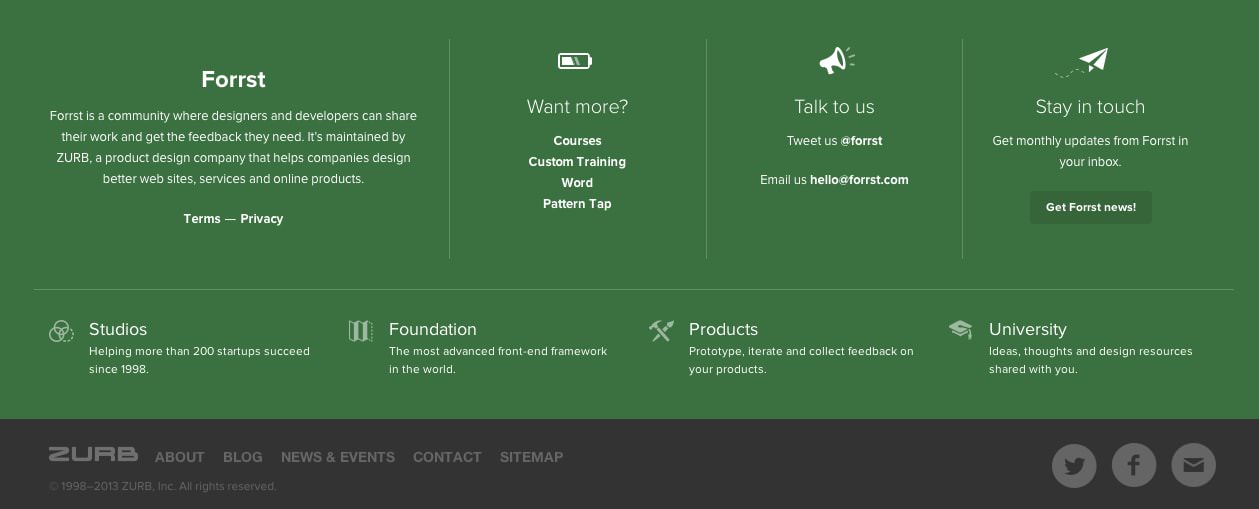 Forrst
Forrst is a community where designers and developers can share
their work and get the feedback they need. It's maintained by
ZURB, a product design company that helps companies design
better web sites, services and online products.
Terms — Privacy
Want more?
Courses
Custom Training
Word
Pattern Tap
Talk to us
Tweet us @forrst
Email us hello@forrst.com
Stay in touch
Get monthly updates from Forrst in
your inbox.
Get Forrst news!
Studios
Helping more than 200 startups succeed
since 1998.
Foundation
The most advanced front-end framework
in the world.
Products
Prototype, iterate and collect feedback on
your products.
University
Ideas, thoughts and design resources
shared with you.
ZURB ABOUT BLOG NEWS & EVENTS CONTACT SITEMAP
© 1998–2013 ZURB, Inc. All rights reserved.